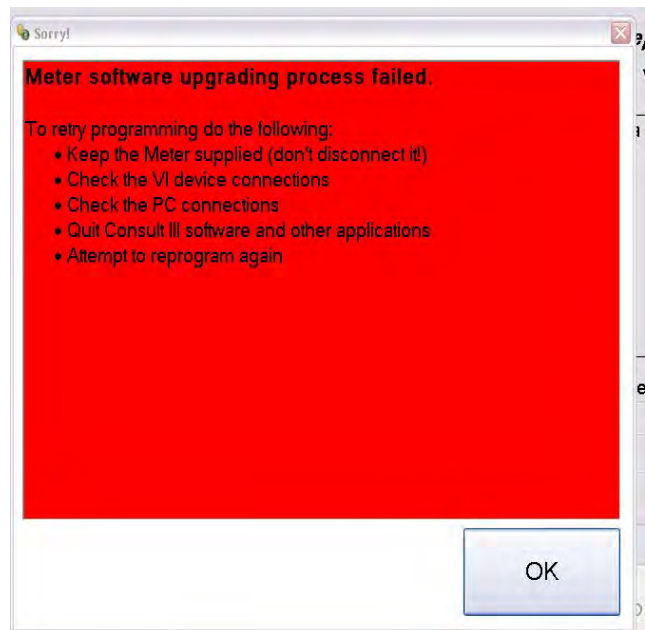 Sorry!
Meter software upgrading process failed.
To retry programming do the following:
• Keep the Meter supplied (don't disconnect it!)
• Check the VI device connections
• Check the PC connections
• Quit Consult III software and other applications
• Attempt to reprogram again
OK